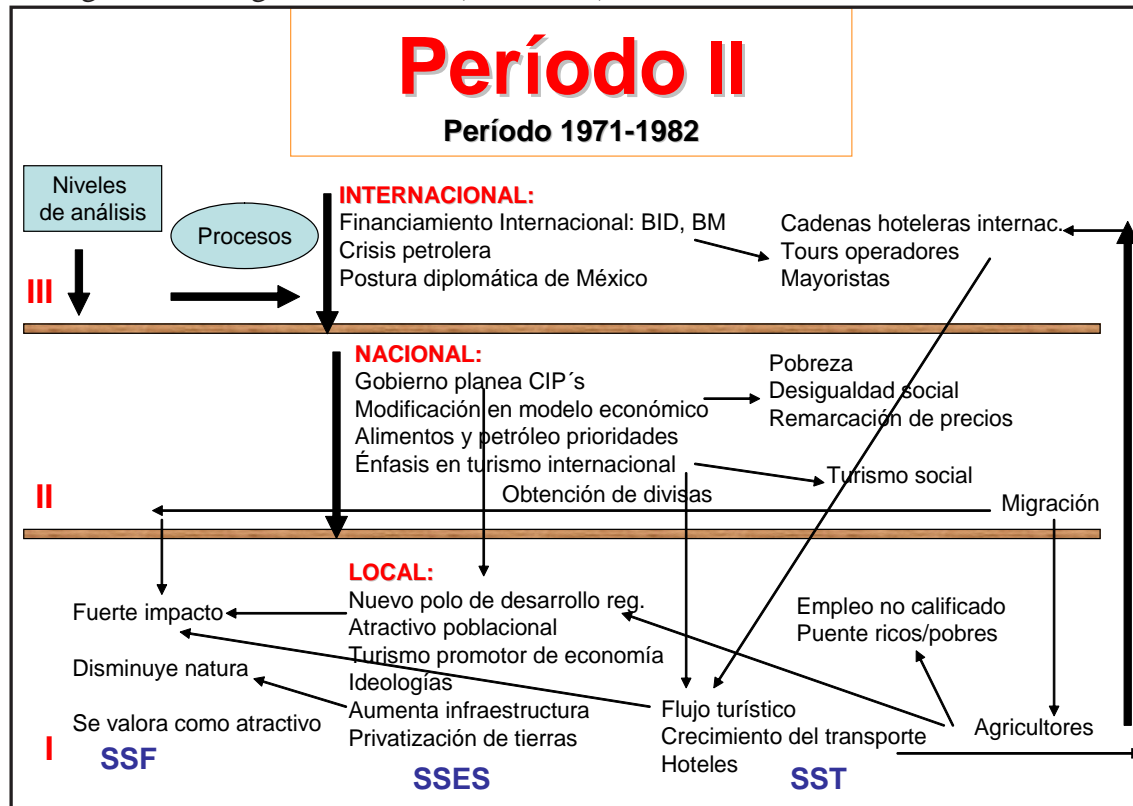 Período II
Período 1971-1982
Niveles
de análisis
Procesos
INTERNACIONAL:
Financiamiento Internacional: BID, BM
Crisis petrolera
Postura diplomática de México
Cadenas hoteleras internac.
Tours operadores
Mayoristas
III
NACIONAL:
Gobierno planea CIP´s
Modificación en modelo económico
Alimentos y petróleo prioridades
Énfasis en turismo internacional
Pobreza
Desigualdad social
Remarcación de precios
Turismo social
Obtención de divisas
Migración
II
LOCAL:
Nuevo polo de desarrollo reg.
Atractivo poblacional
Turismo promotor de economía
Ideologías
Aumenta infraestructura
Privatización de tierras
Fuerte impacto
Disminuye natura
Se valora como atractivo
Empleo no calificado
Puente ricos/pobres
Flujo turístico
Crecimiento del transporte
Hoteles
Agricultores
I
SSF
SSES
SST